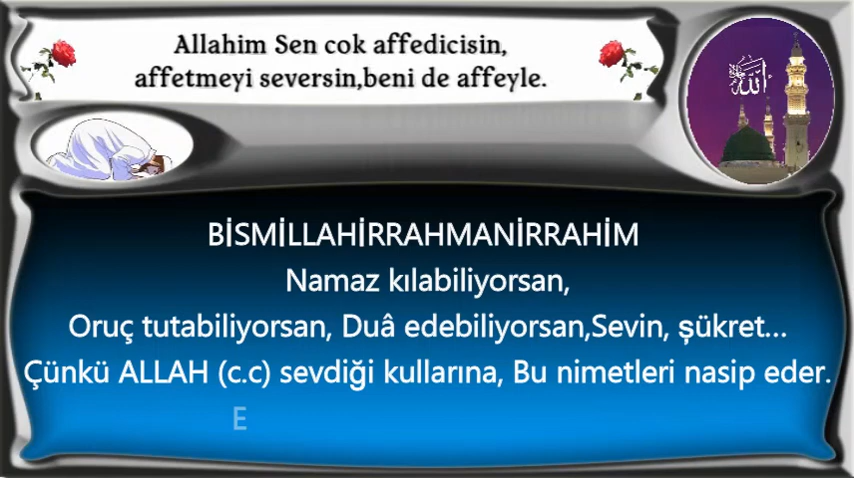 Allahim Sen cok affedicisin,
affetmeyi seversin,beni de affeyle.
الله
BİSMİLLAHİRRAHMANİRRAHİM
Namaz kılabiliyorsan,
Oruç tutabiliyorsan, Duâ edebiliyorsan,Sevin, şükret...
Çünkü ALLAH (c.c) sevdiği kullarına, Bu nimetleri nasip eder.
E